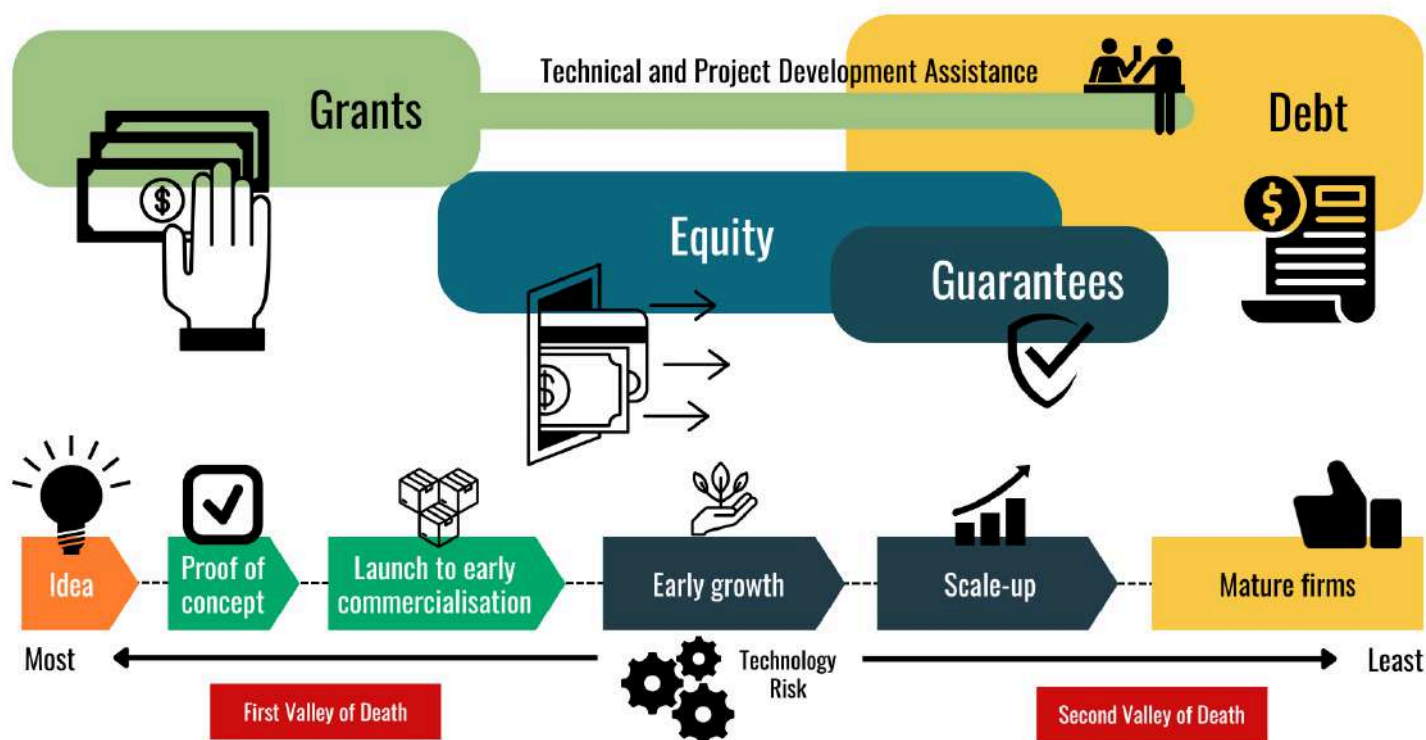 Technical and Project Development Assistance
Grants
Debt
$
$
Equity
Guarantees
$
Idea
Proof of
concept
Launch to early
commercialisation
Early growth
Scale-up
Mature firms
Most
Technology
Risk
Least
First Valley of Death
Second Valley of Death